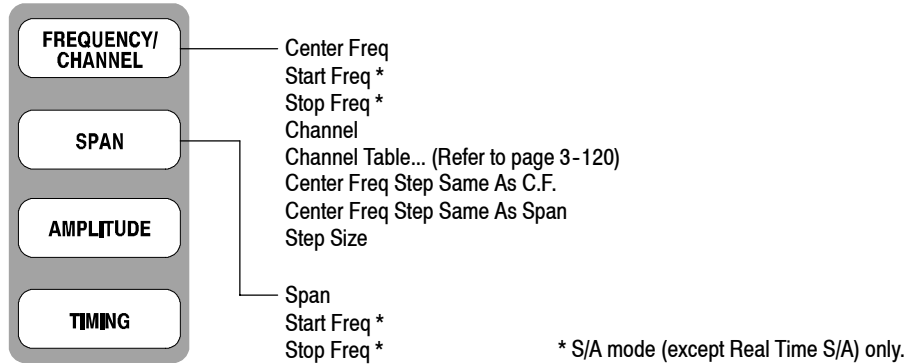 FREQUENCY/
CHANNEL
SPAN
AMPLITUDE
TIMING
Center Freq
Start Freq *
Stop Freq *
Channel
Channel Table... (Refer to page 3-120)
Center Freq Step Same As C.F.
Center Freq Step Same As Span
Step Size
Span
Start Freq *
Stop Freq *
* S/A mode (except Real Time S/A) only.